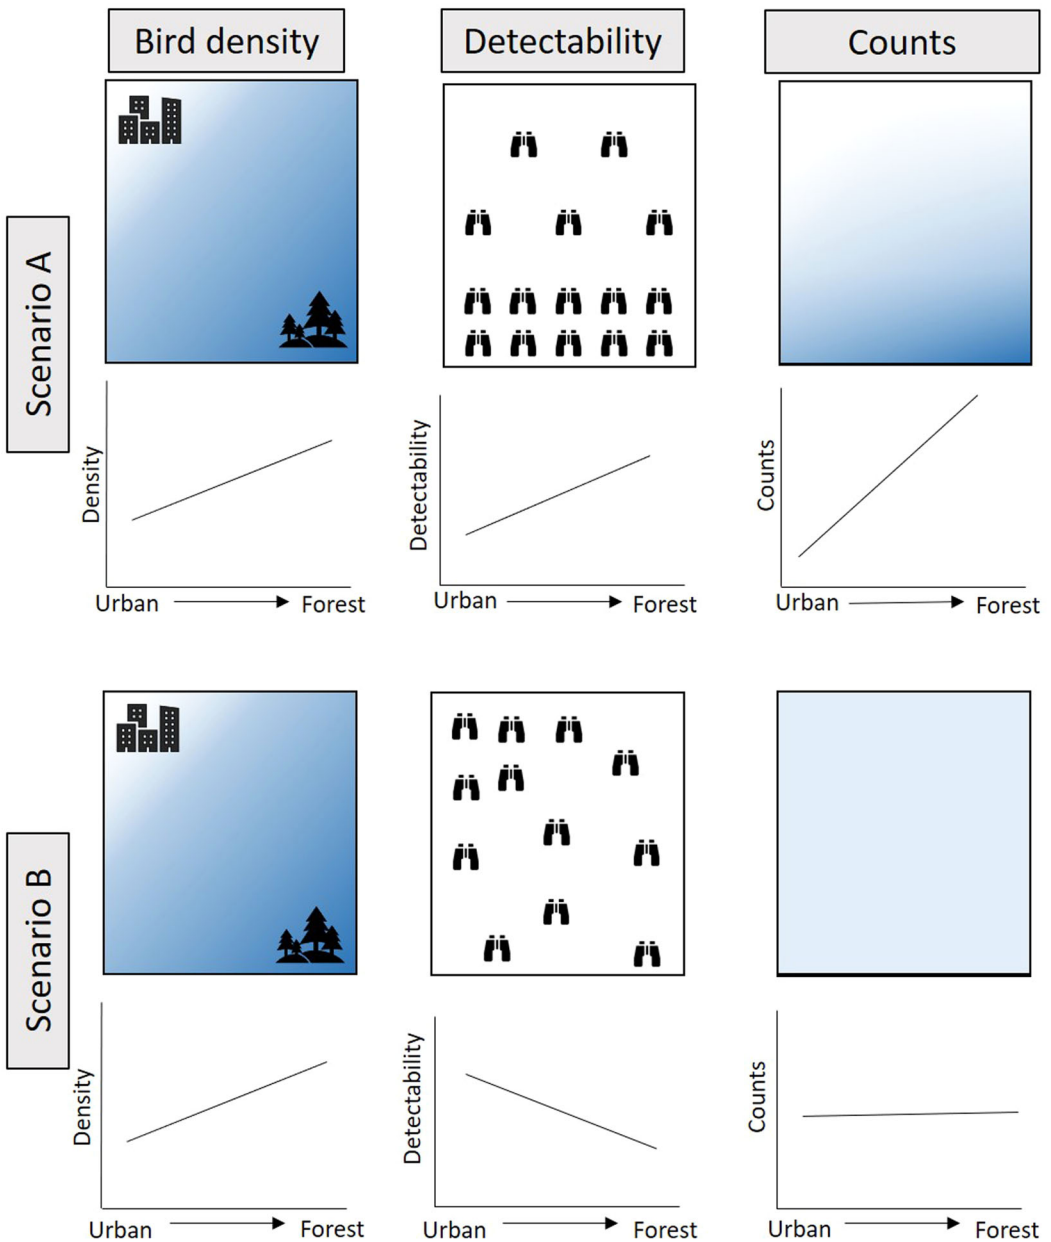 Bird density
Detectability
Counts
Scenario A
Density
Urban
Forest
Detectability
Urban
Forest
Counts
Urban
Forest
Scenario B
Density
Urban
Forest
Detectability
Urban
Forest
Counts
Urban
Forest